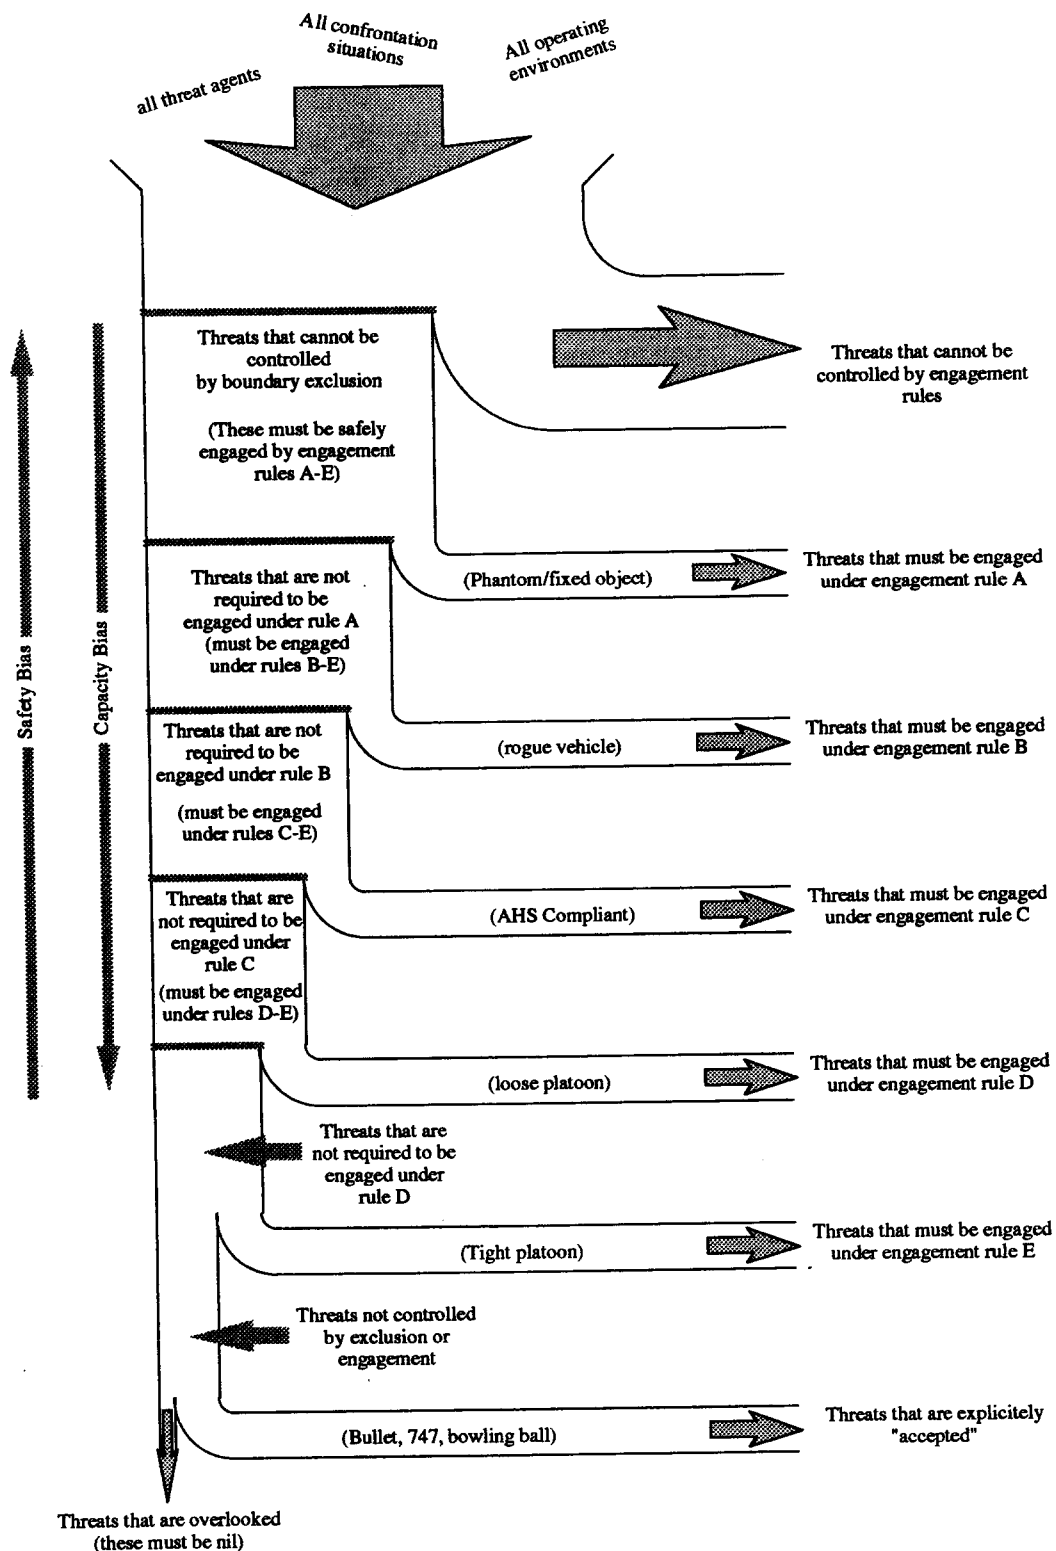 All confrontation
situations
All operating
environments
all threat agents
Threats that cannot be
controlled
by boundary exclusion
(These must be safely
engaged by engagement
rules A-E)
Threats that cannot be
controlled by engagement
rules
Safety Bias
Capacity Bias
(Phantom/fixed object)
Threats that must be engaged
under engagement rule A
Threats that are not
required to be
engaged under rule A
(must be engaged
under rules B-E)
(rogue vehicle)
Threats that must be engaged
under engagement rule B
Threats that are not
required to be
engaged under rule B
(must be engaged
under rules C-E)
(AHS Compliant)
Threats that must be engaged
under engagement rule C
Threats that are
not required to be
engaged under
rule C
(must be engaged
under rules D-E)
(loose platoon)
Threats that must be engaged
under engagement rule D
Threats that are
not required to be
engaged under
rule D
(Tight platoon)
Threats that must be engaged
under engagement rule E
Threats not controlled
by exclusion or
engagement
(Bullet, 747, bowling ball)
Threats that are explicitely
"accepted"
Threats that are overlooked
(these must be nil)